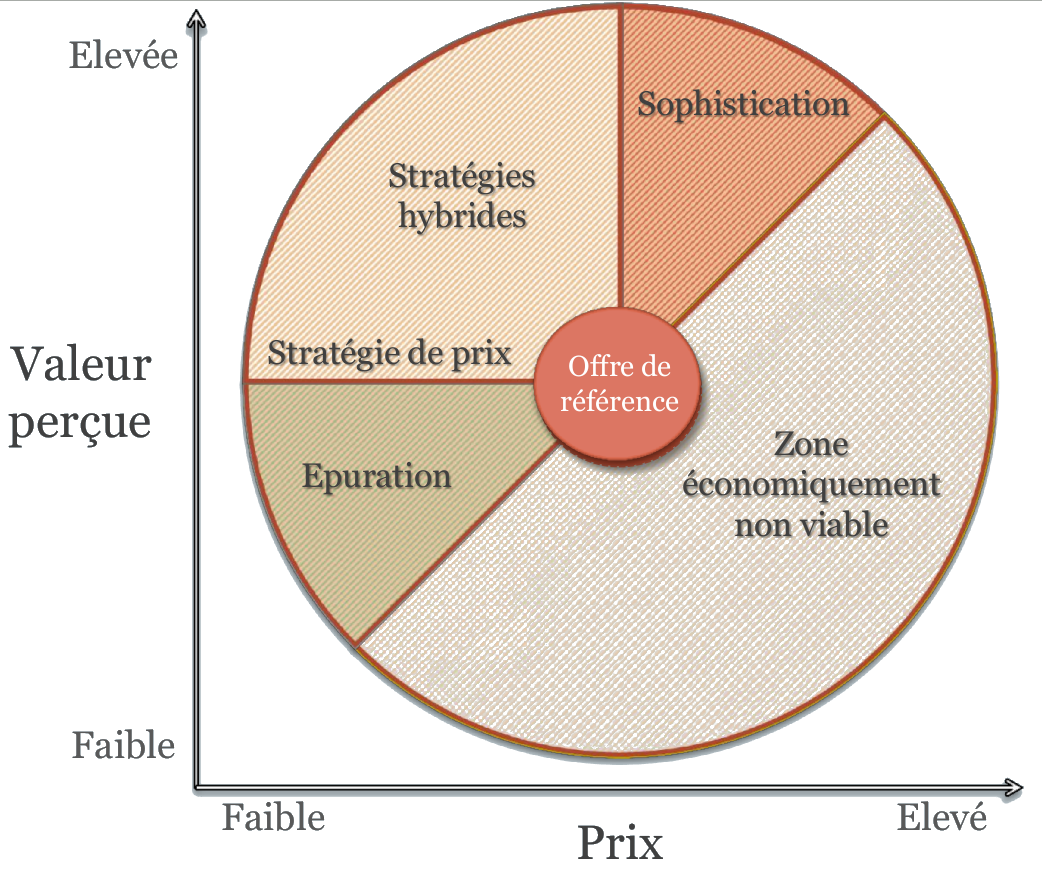 Elevée
Sophistication
Stratégies
hybrides
Stratégie de prix
Offre de
référence
Valeur
perçue
Zone
économiquement
non viable
Epuration
Faible
Faible
Elevé
Prix